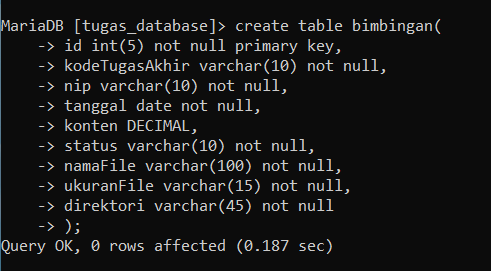 MariaDB [tugas_database]> create table bimbingan(
    -> id int(5) not null primary key,
    -> kodeTugasAkhir varchar(10) not null,
    -> nip varchar(10) not null,
    -> tanggal date not null,
    -> konten DECIMAL,
    -> status varchar(10) not null,
    -> namaFile varchar(100) not null,
    -> ukuranFile varchar(15) not null,
    -> direktori varchar(45) not null
    -> );
Query OK, 0 rows affected (0.187 sec)